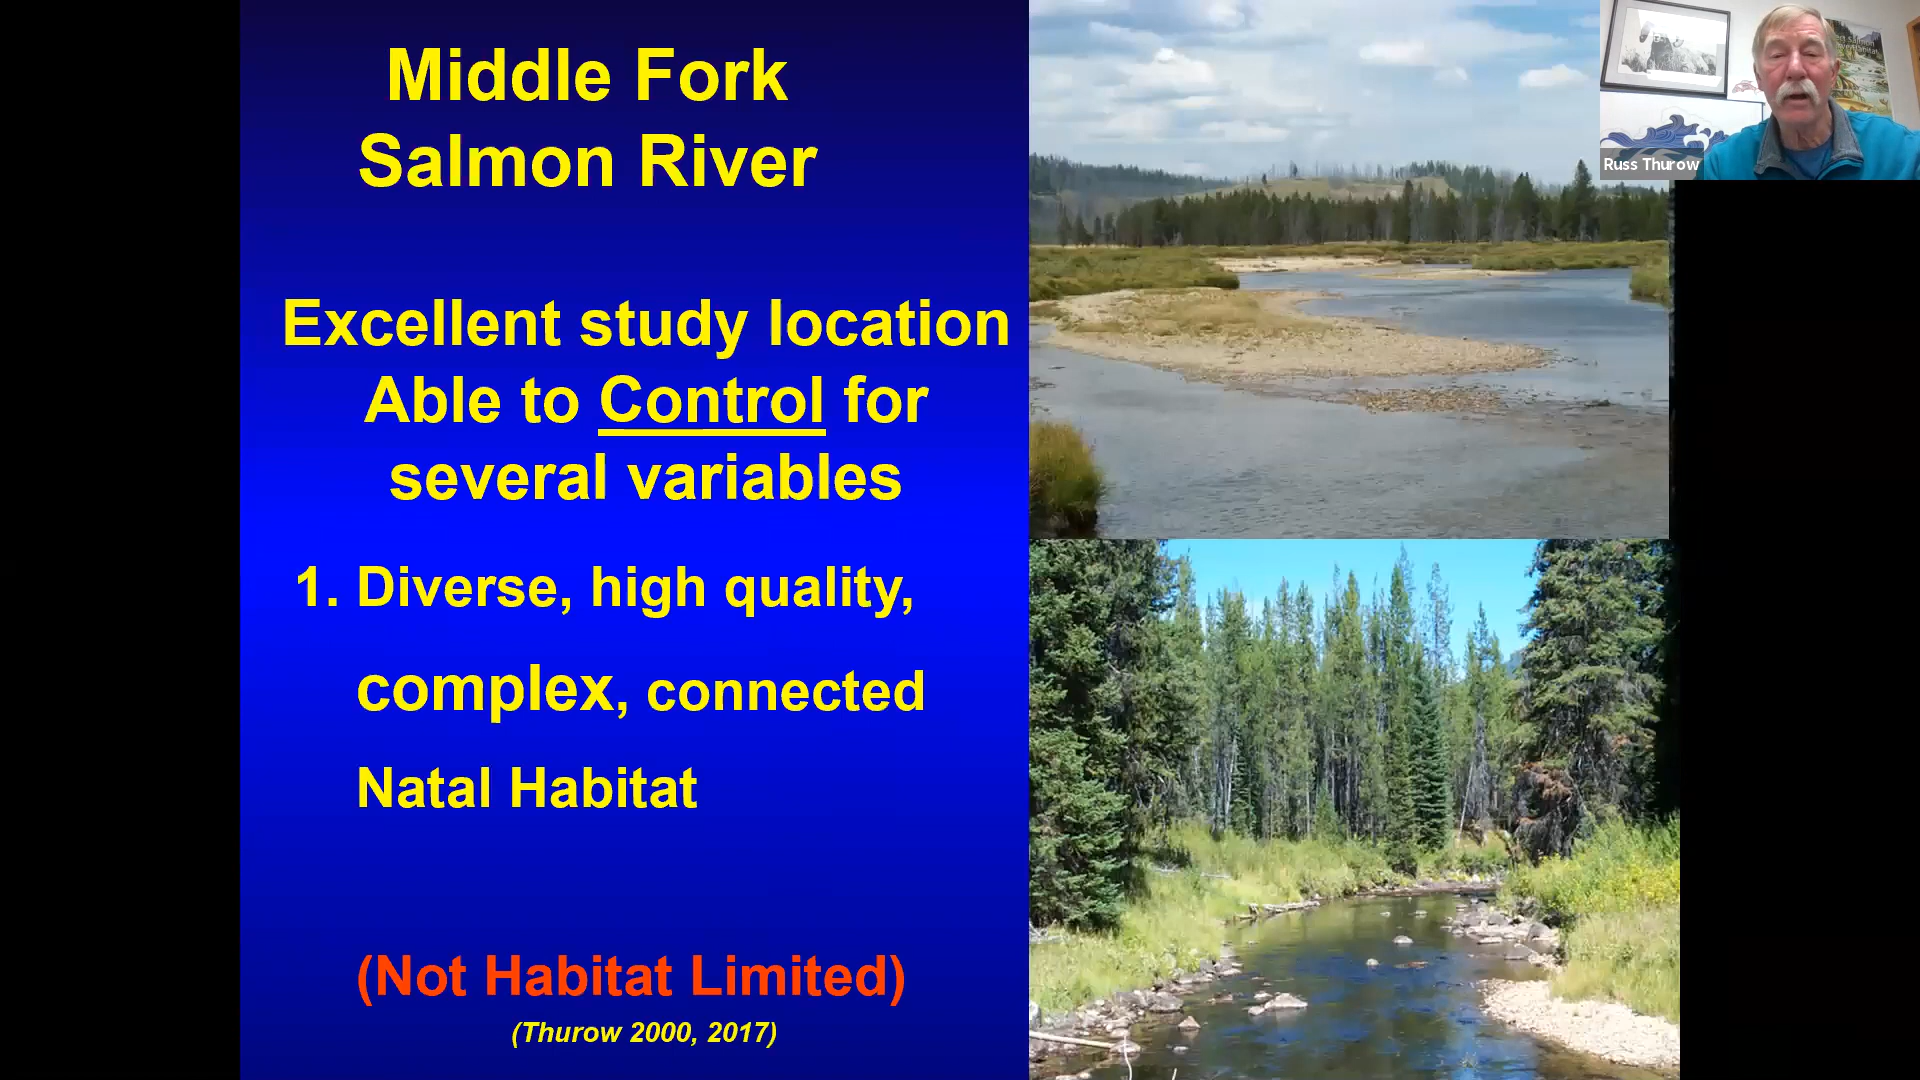 Middle Fork
Salmon River
Excellent study location
Able to Control for
several variables
1. Diverse, high quality,
complex, connected
Natal Habitat
(Not Habitat Limited)
(Thurow 2000, 2017)
Russ Thurow